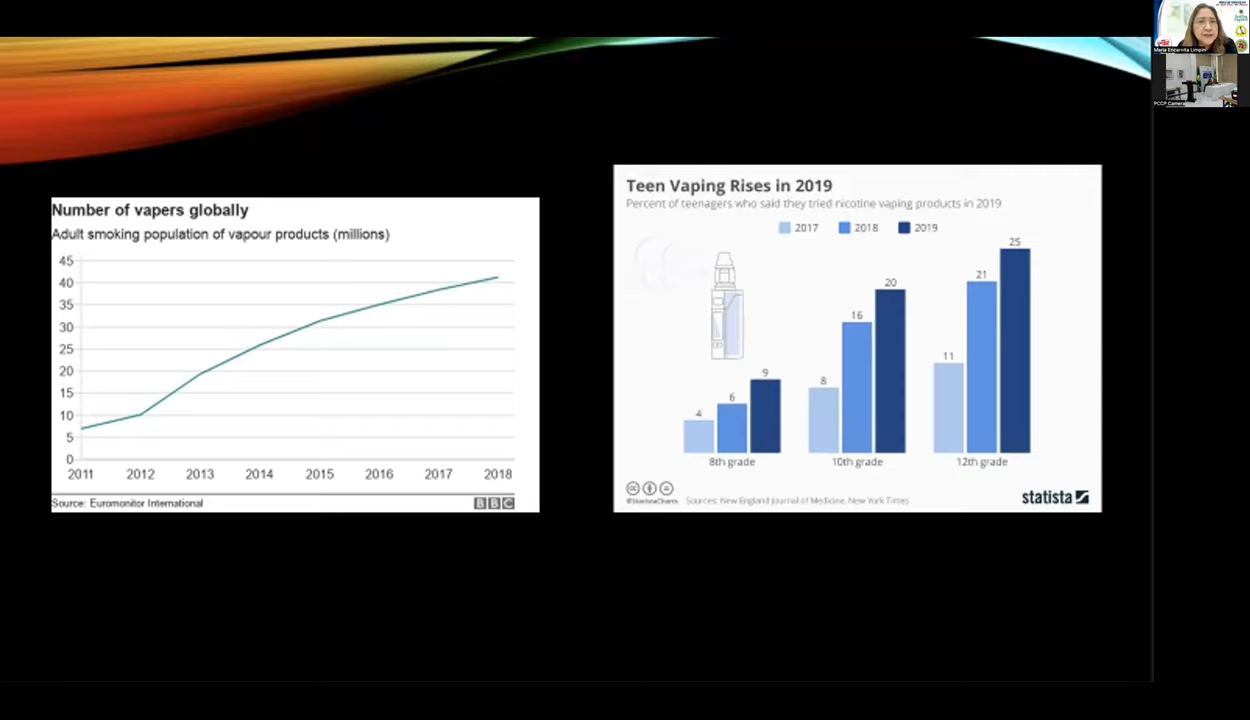 Number of vapers globally
Adult smoking population of vapour products (millions)
45
40
35
30
25
20
15
10
5
0
2011 2012 2013 2014 2015 2016 2017 2018
Source: Euromonitor International
BBC
Teen Vaping Rises in 2019
Percent of teenagers who said they tried nicotine vaping products in 2019
2017 2018 2019
4 6 9
8 16 20
11 21 25
8th grade 10th grade 12th grade
@StatistaCharts Sources: New England Journal of Medicine, New York Times
statista
Maria Encarnita Limpin
PCCP Camera